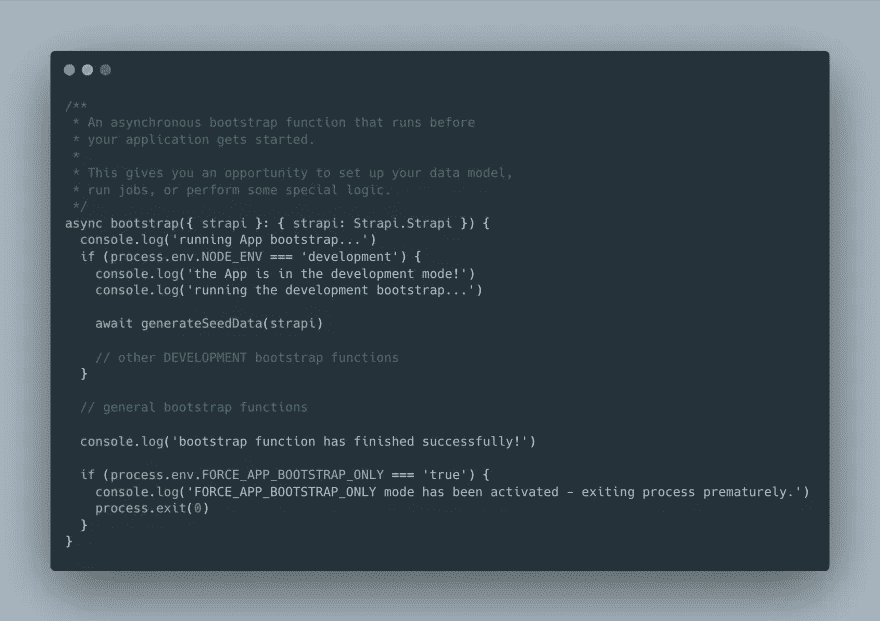 /**
 * An asynchronous bootstrap function that runs before
 * your application gets started.
 *
 * This gives you an opportunity to set up your data model,
 * run jobs, or perform some special logic.
 */
async bootstrap({ strapi }: { strapi: Strapi.Strapi }) {
  console.log('running App bootstrap...')
  if (process.env.NODE_ENV === 'development') {
    console.log('the App is in the development mode!')
    console.log('running the development bootstrap...')

    await generateSeedData(strapi)

    // other DEVELOPMENT bootstrap functions
  }

  // general bootstrap functions

  console.log('bootstrap function has finished successfully!')

  if (process.env.FORCE_APP_BOOTSTRAP_ONLY === 'true') {
    console.log('FORCE_APP_BOOTSTRAP_ONLY mode has been activated - exiting process prematurely.')
    process.exit(0)
  }
}